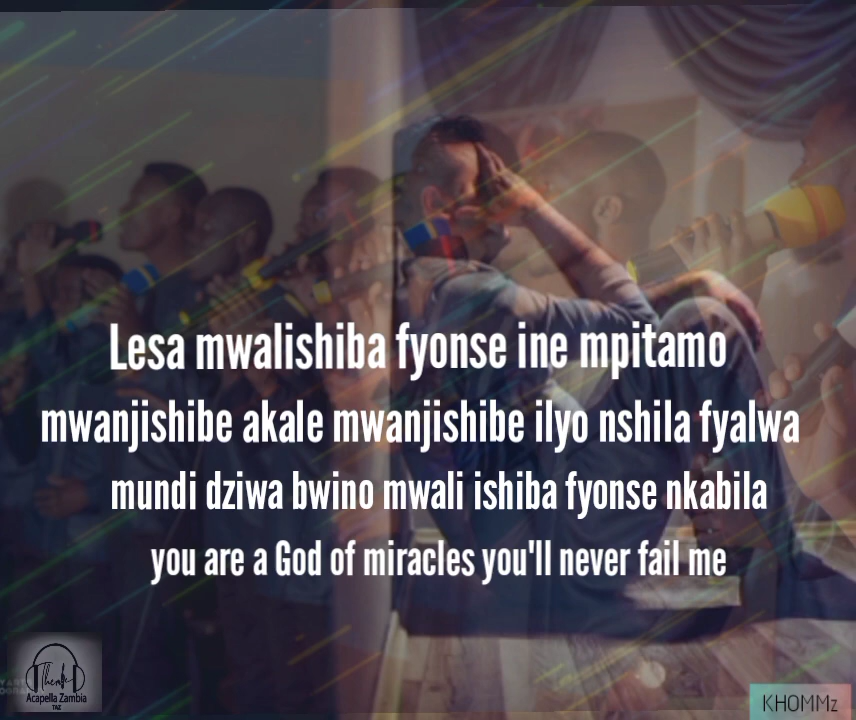 Lesa mwalishiba fyonse ine mpitamo
mwanjishibe akale mwanjishibe ilyo nshila fyalwa
mundi dziwa bwino mwali ishiba fyonse nkabila
you are a God of miracles you'll never fail me
Acapella Zambia
TAZ
KHOMMz